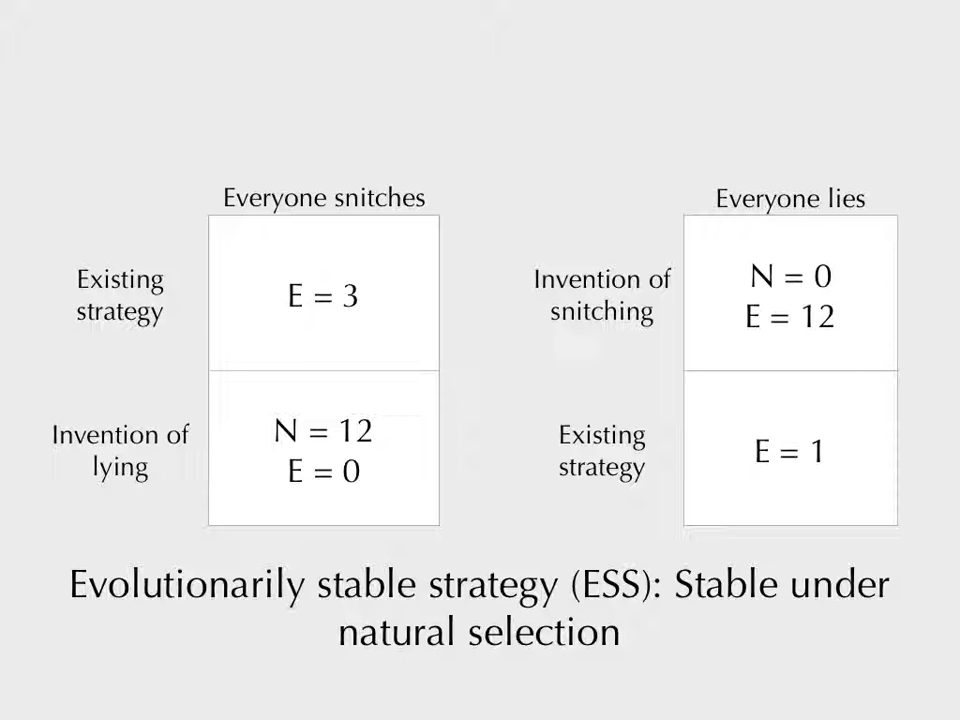 Everyone snitches
Existing
strategy
E = 3
Invention of
lying
N = 12
E = 0
Everyone lies
Invention of
snitching
N = 0
E = 12
Existing
strategy
E = 1
Evolutionarily stable strategy (ESS): Stable under
natural selection